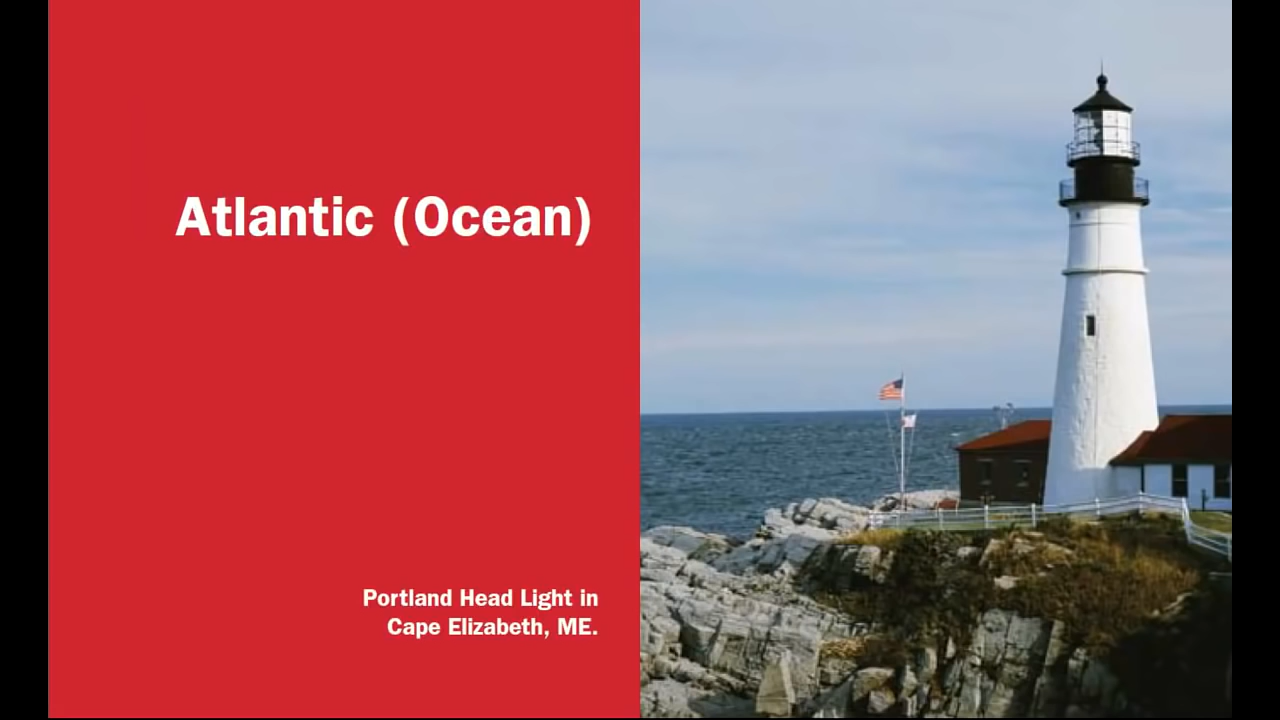 Atlantic (Ocean)
Portland Head Light in
Cape Elizabeth, ME.